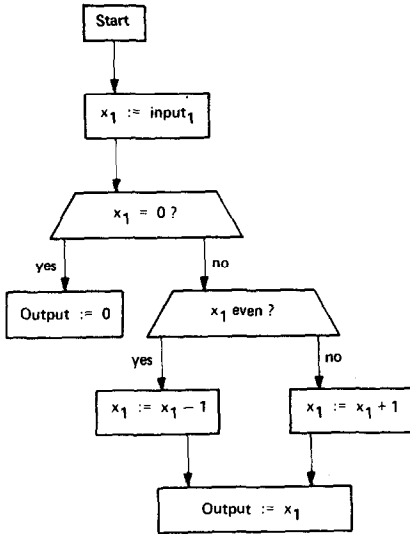 Start
x₁ := input₁
x₁ = 0 ?
yes
no
Output := 0
x₁ even ?
yes
no
x₁ := x₁ − 1
x₁ := x₁ + 1
Output := x₁